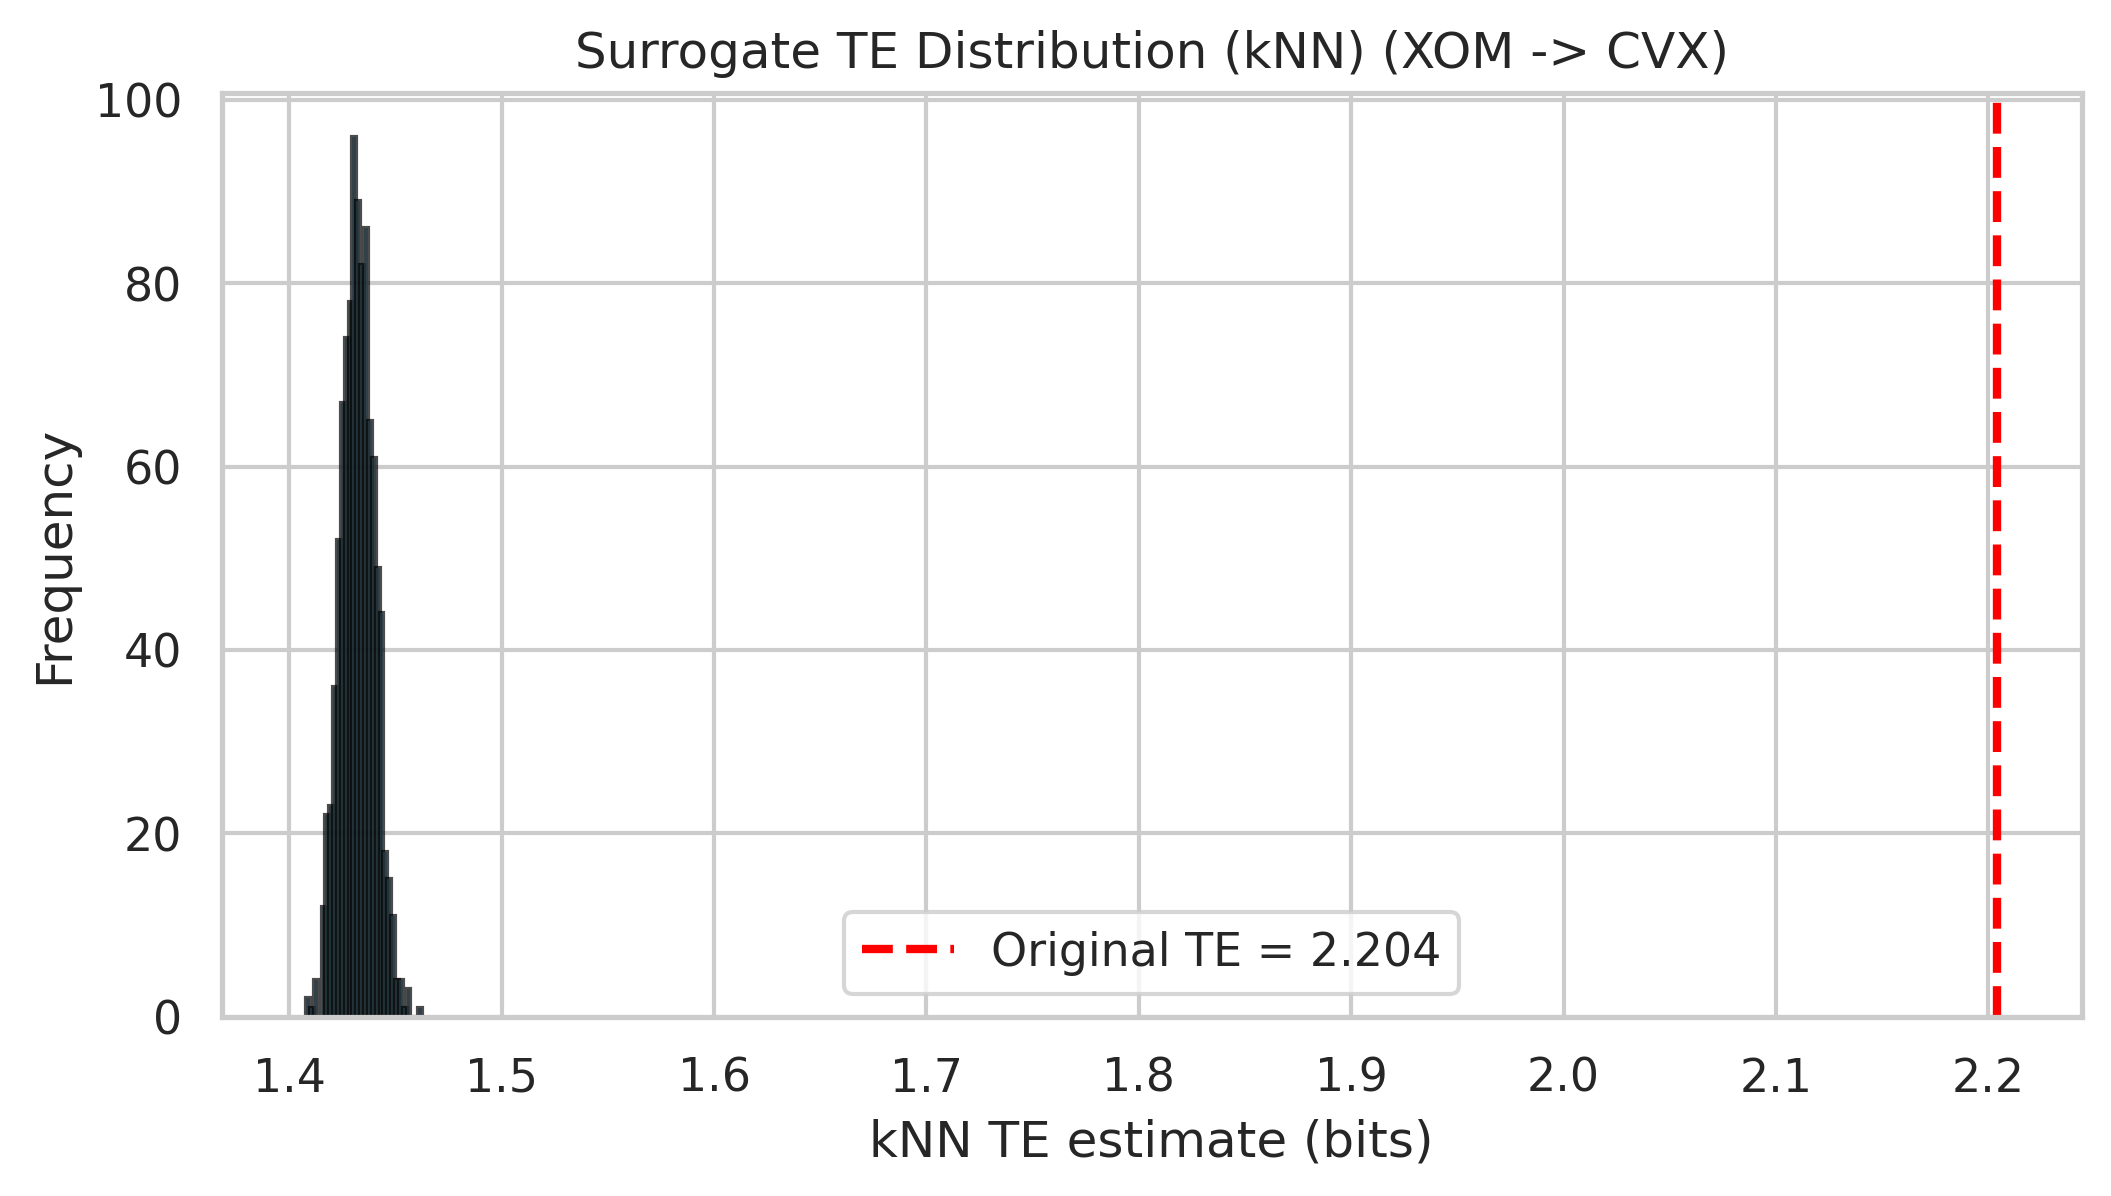 Surrogate TE Distribution (kNN) (XOM -> CVX)
100
80
60
40
20
0
Frequency
Original TE = 2.204
1.4 1.5 1.6 1.7 1.8 1.9 2.0 2.1 2.2
kNN TE estimate (bits)